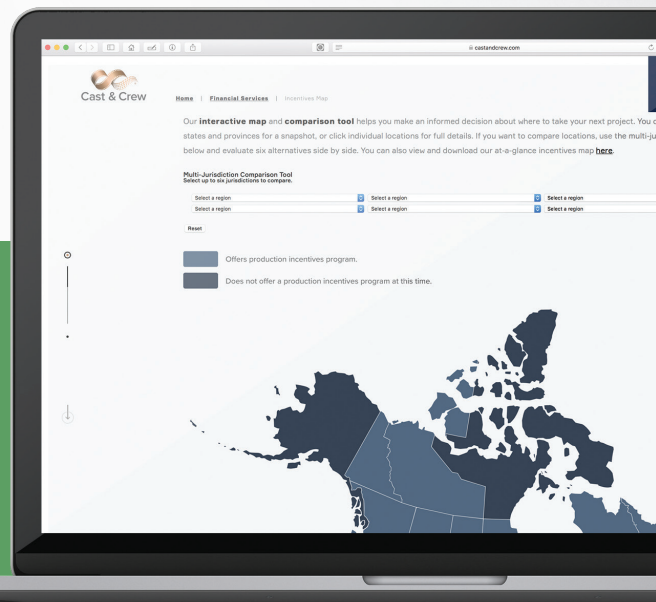 castandcrew.com
Cast & Crew
Home | Financial Services | Incentives Map
Our interactive map and comparison tool helps you make an informed decision about where to take your next project. You
states and provinces for a snapshot, or click individual locations for full details. If you want to compare locations, use the
below and evaluate six alternatives side by side. You can also view and download our at-a-glance incentives map here.
Multi-Jurisdiction Comparison Tool
Select up to six jurisdictions to compare.
Select a region Select a region Select a region
Select a region Select a region Select a region
Reset
Offers production incentives program.
Does not offer a production incentives program at this time.